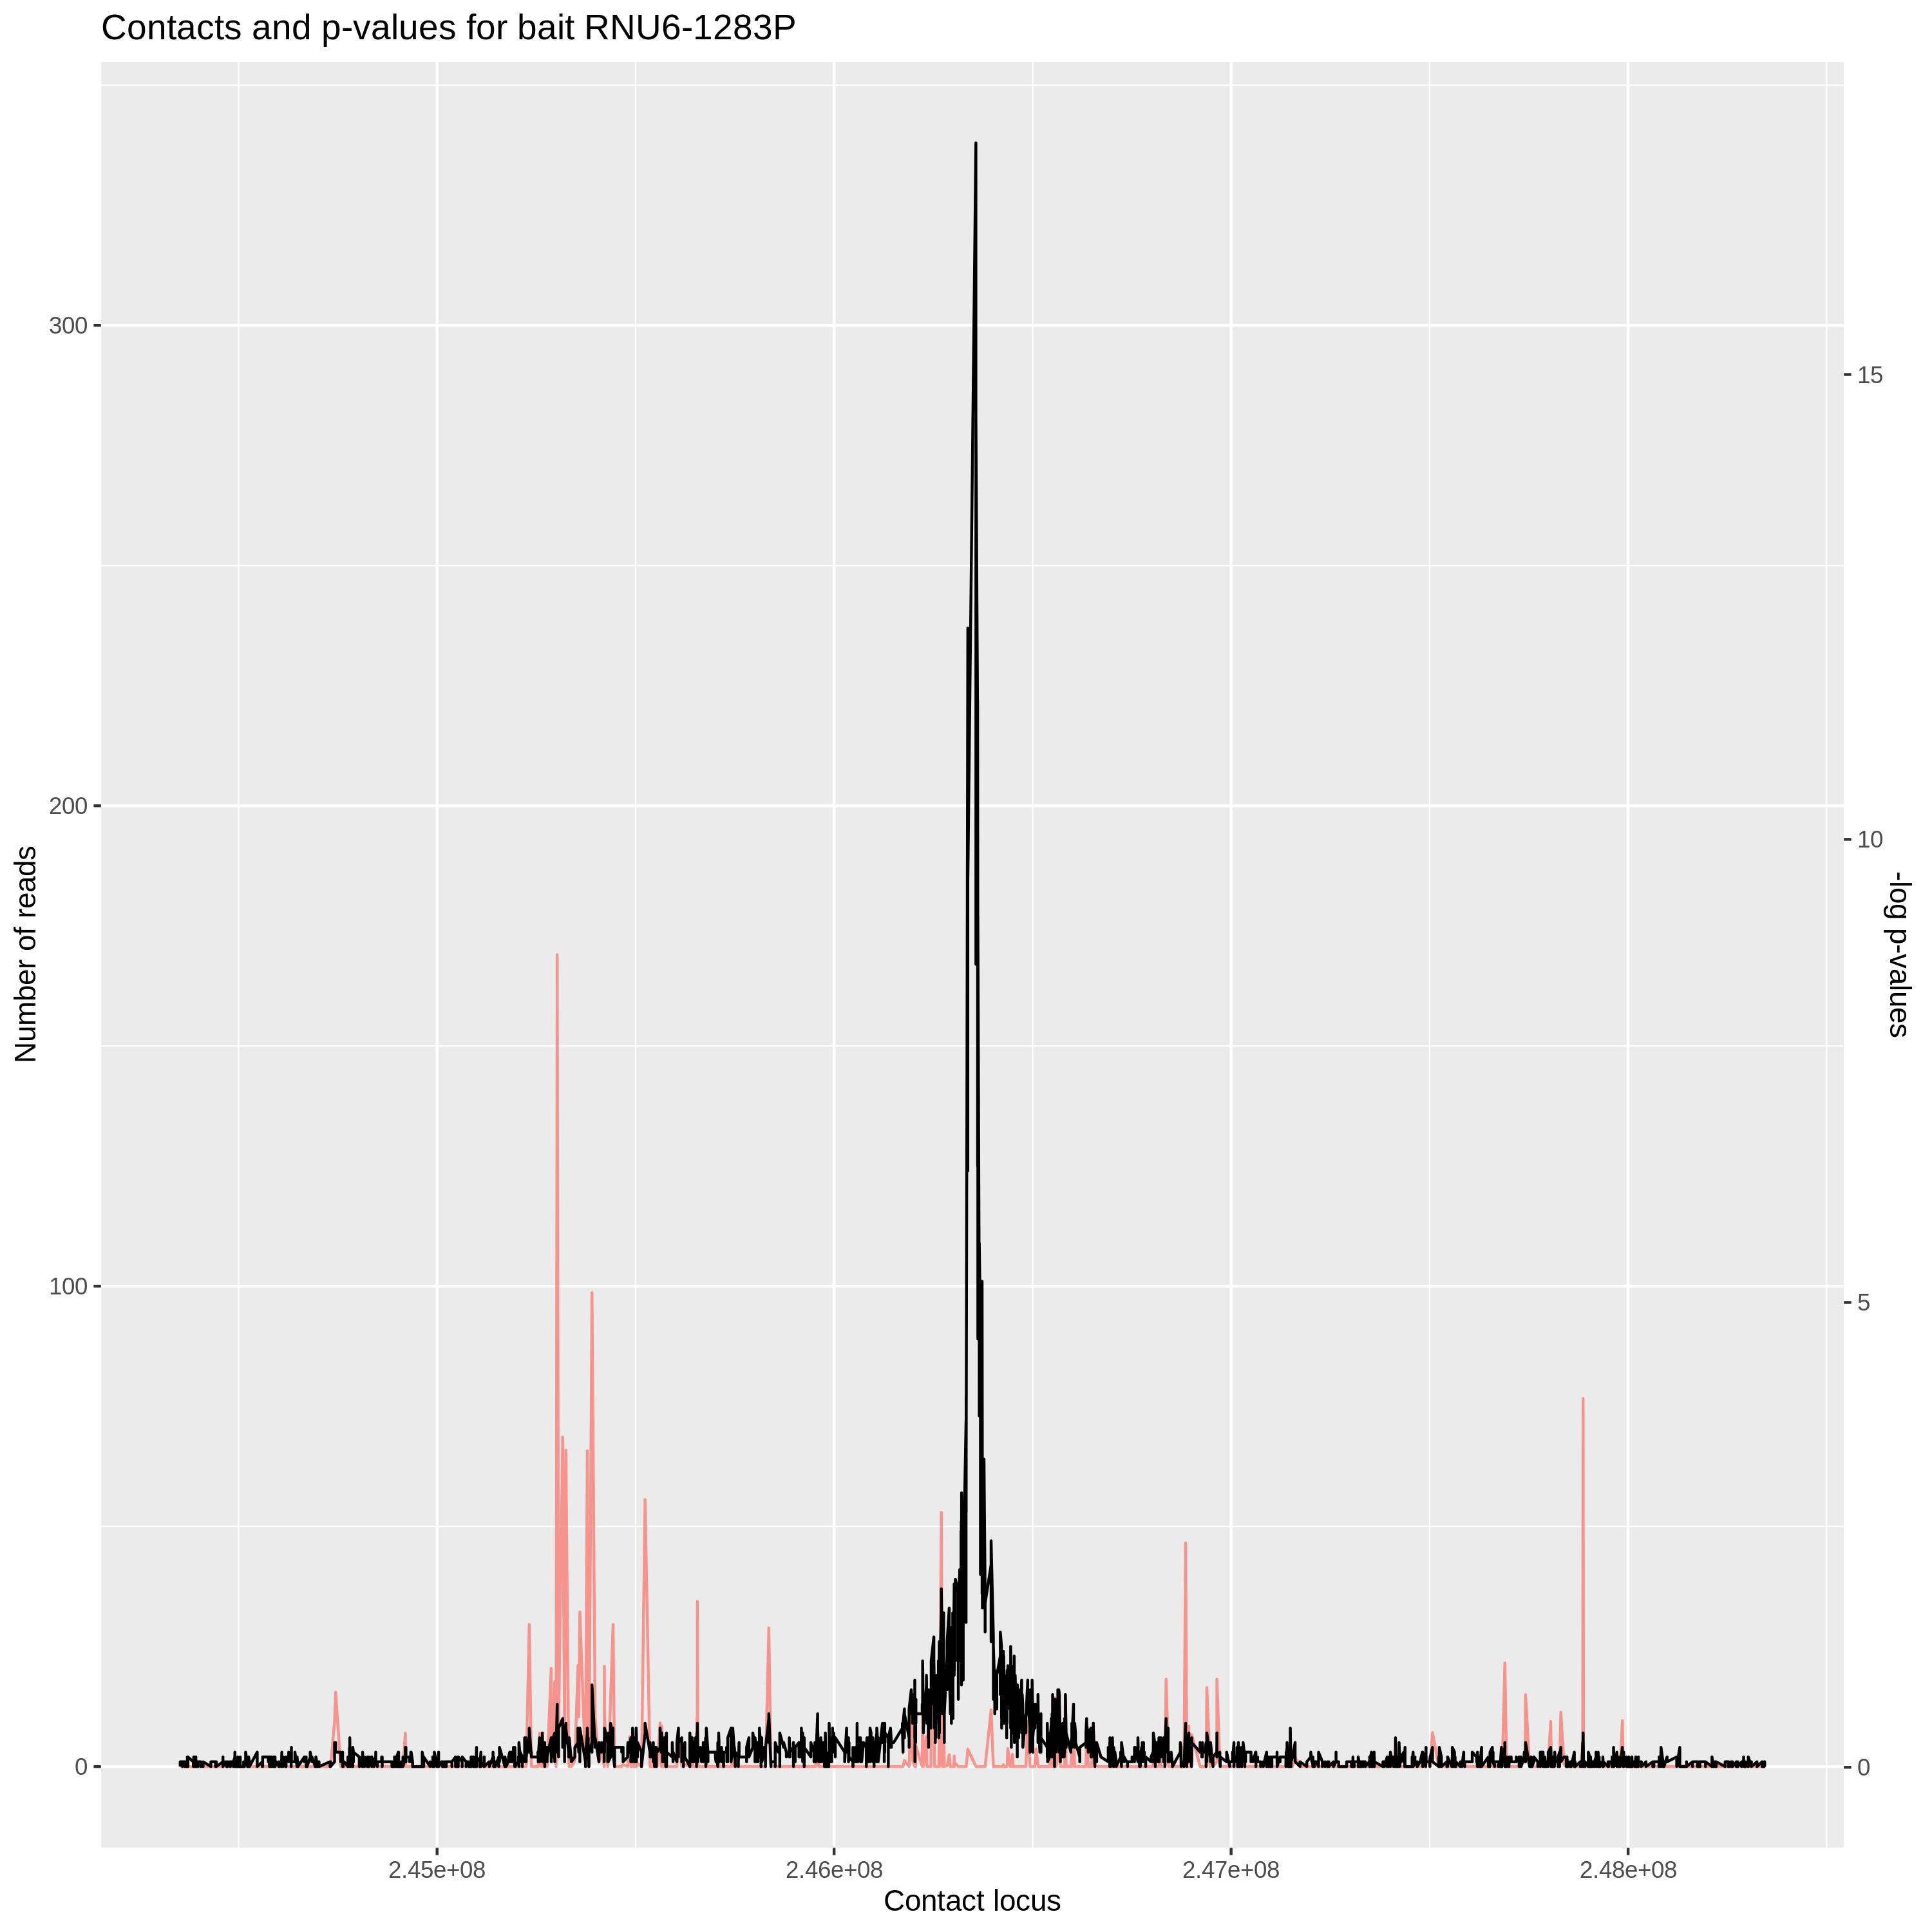 Contacts and p-values for bait RNU6-1283P
300
200
100
0
Number of reads
15
10
5
0
-log p-values
2.45e+08
2.46e+08
2.47e+08
2.48e+08
Contact locus